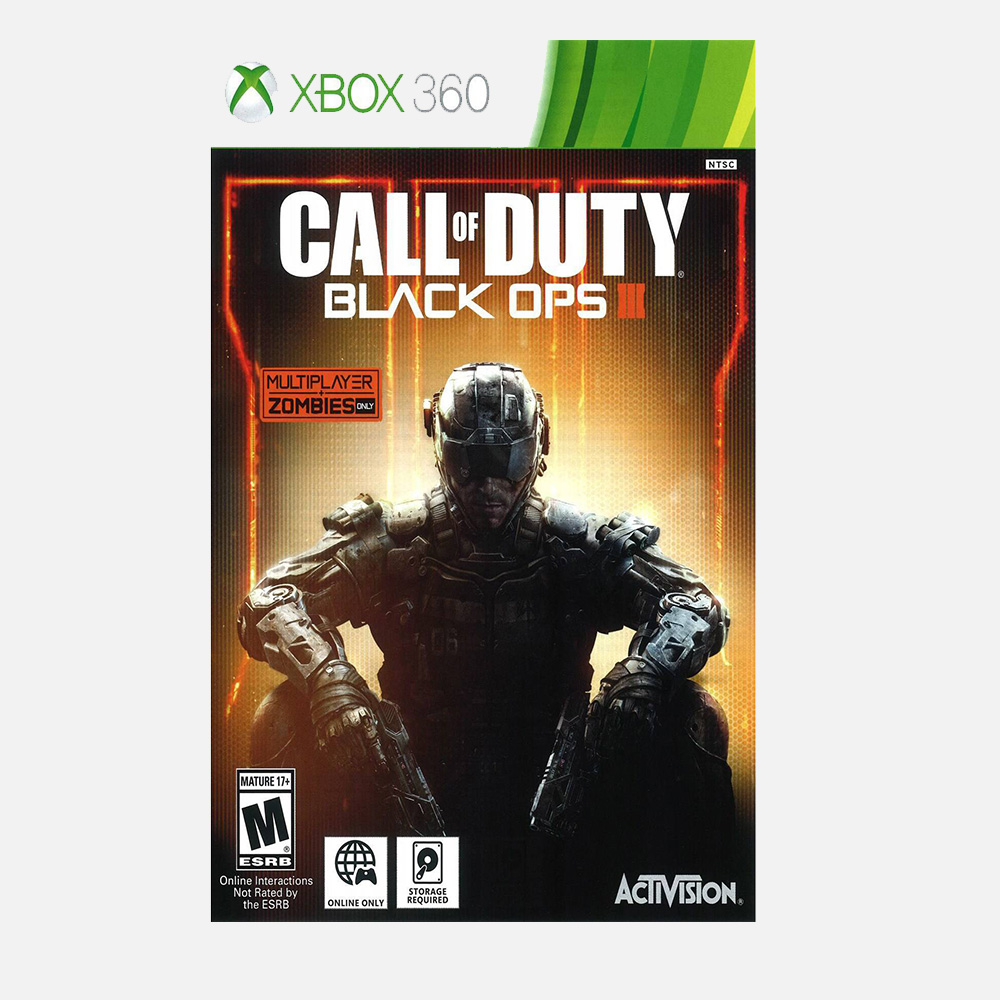 XBOX 360
NTSC
CALL OF DUTY®
BLACK OPS III
MULTIPLAYER
+
ZOMBIES ONLY
MATURE 17+
M
ESRB
Online Interactions
Not Rated by
the ESRB
ONLINE ONLY
STORAGE
REQUIRED
ACTIVISION®